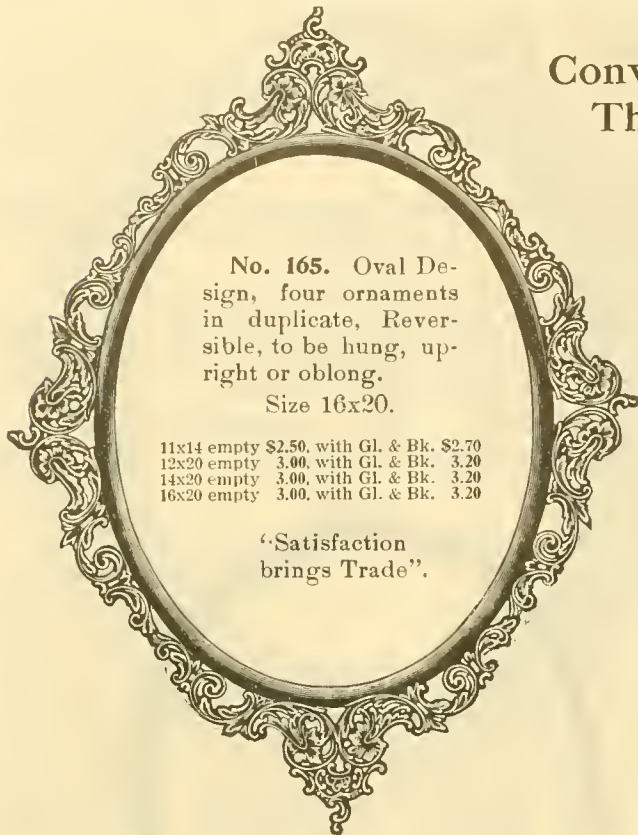 No. 165. Oval De-
sign, four ornaments
in duplicate, Rever-
sible, to be hung, up-
right or oblong.
Size 16x20.
11x14 empty $2.50, with Gl. & Bk. $2.70
12x20 empty 3.00, with Gl. & Bk. 3.20
14x20 empty 3.00, with Gl. & Bk. 3.20
16x20 empty 3.00, with Gl. & Bk. 3.20
“Satisfaction
brings Trade”.